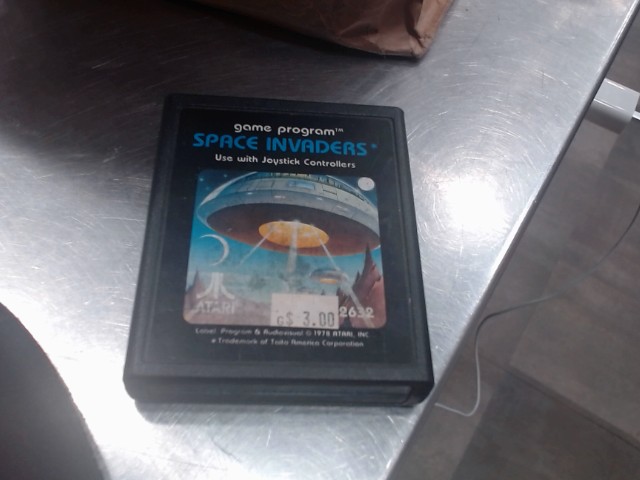 game program™
SPACE INVADERS*
Use with Joystick Controllers
ATARI
$ 3.00
2632
Label, Program & Audiovisual © 1978 ATARI, INC.
Trademark of Taito America Corporation